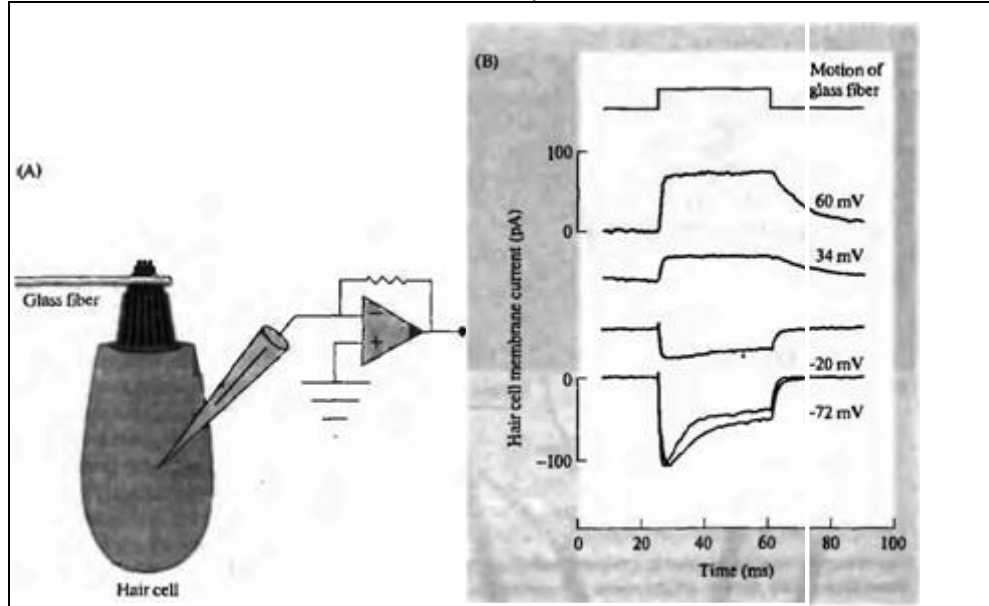 (A)
Glass fiber
Hair cell
−
+
(B)
Motion of
glass fiber
Hair cell membrane current (pA)
100
0
60 mV
34 mV
-20 mV
0
-72 mV
−100
0 20 40 60 80 100
Time (ms)